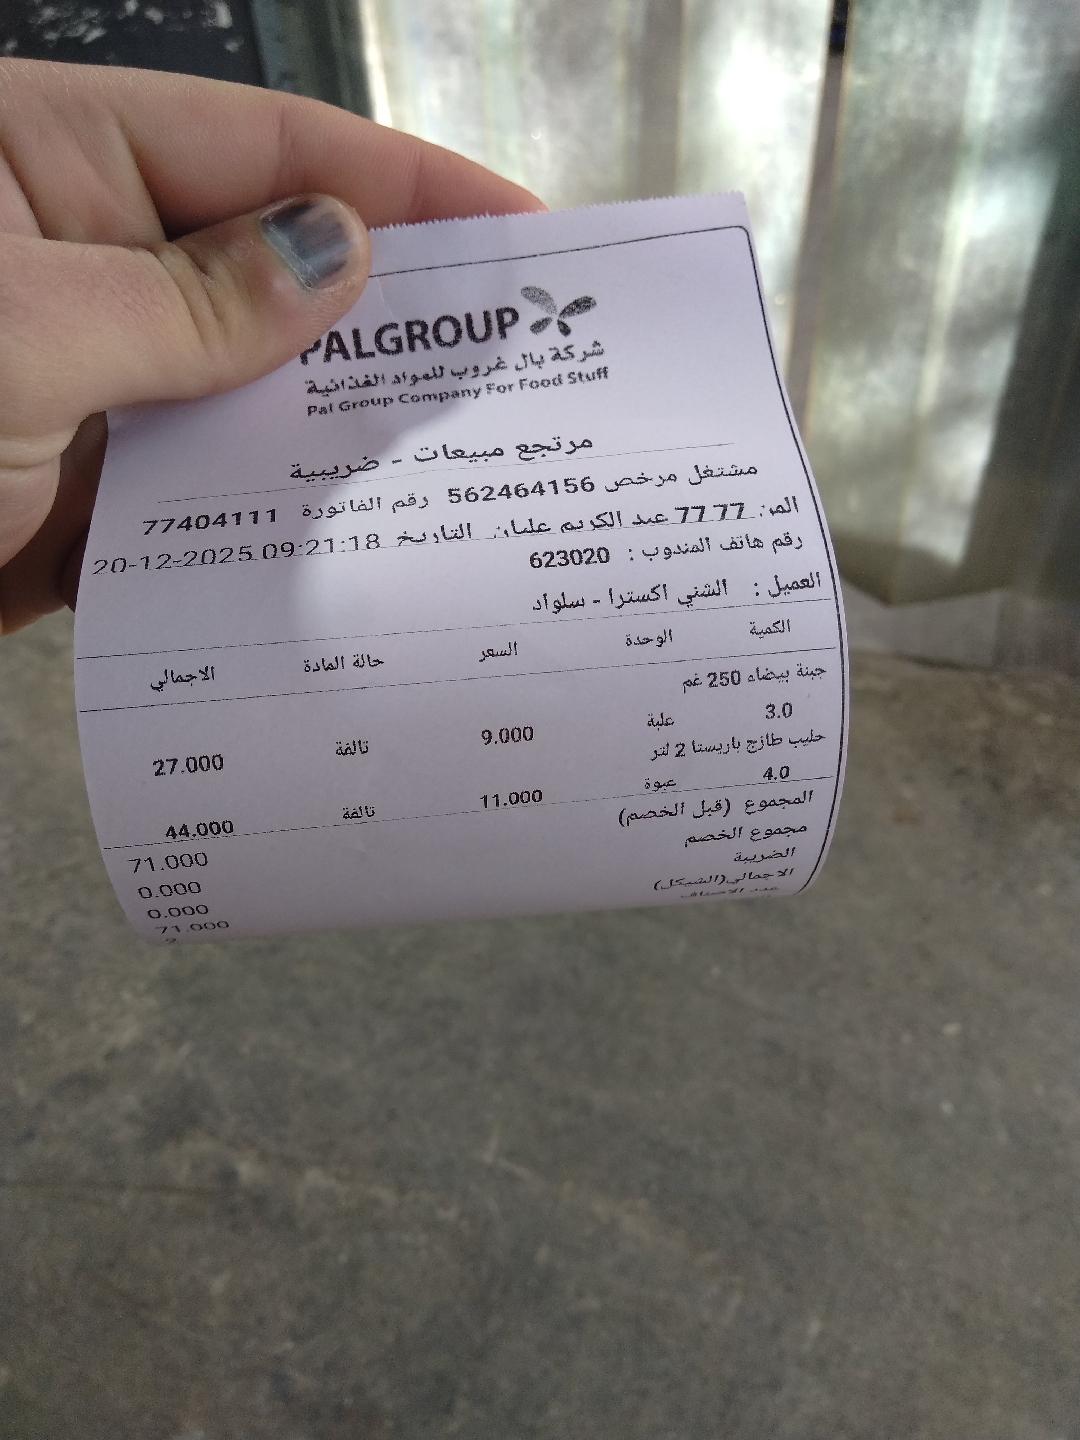 PALGROUP
شركة بال غروب للمواد الغذائية
Pal Group Company For Food Stuff
مرتجع مبيعات - ضريبية
مشتغل مرخص 562464156 رقم الفاتورة 77404111
77 77 عبد الكريم عليان التاريخ 20-12-2025 09:21:18
رقم هاتف المندوب : 623020
العميل : الشني اكسترا - سلواد
الكمية الوحدة السعر حالة المادة الاجمالي
جبنة بيضاء 250 غم
3.0 علبة 9.000 تالفة 27.000
حليب طازج باريستا 2 لتر
4.0 عبوة 11.000 تالفة 44.000
المجموع (قبل الخصم) 71.000
مجموع الخصم 0.000
الضريبة 0.000
الاجمالي(الشيكل) 71.000